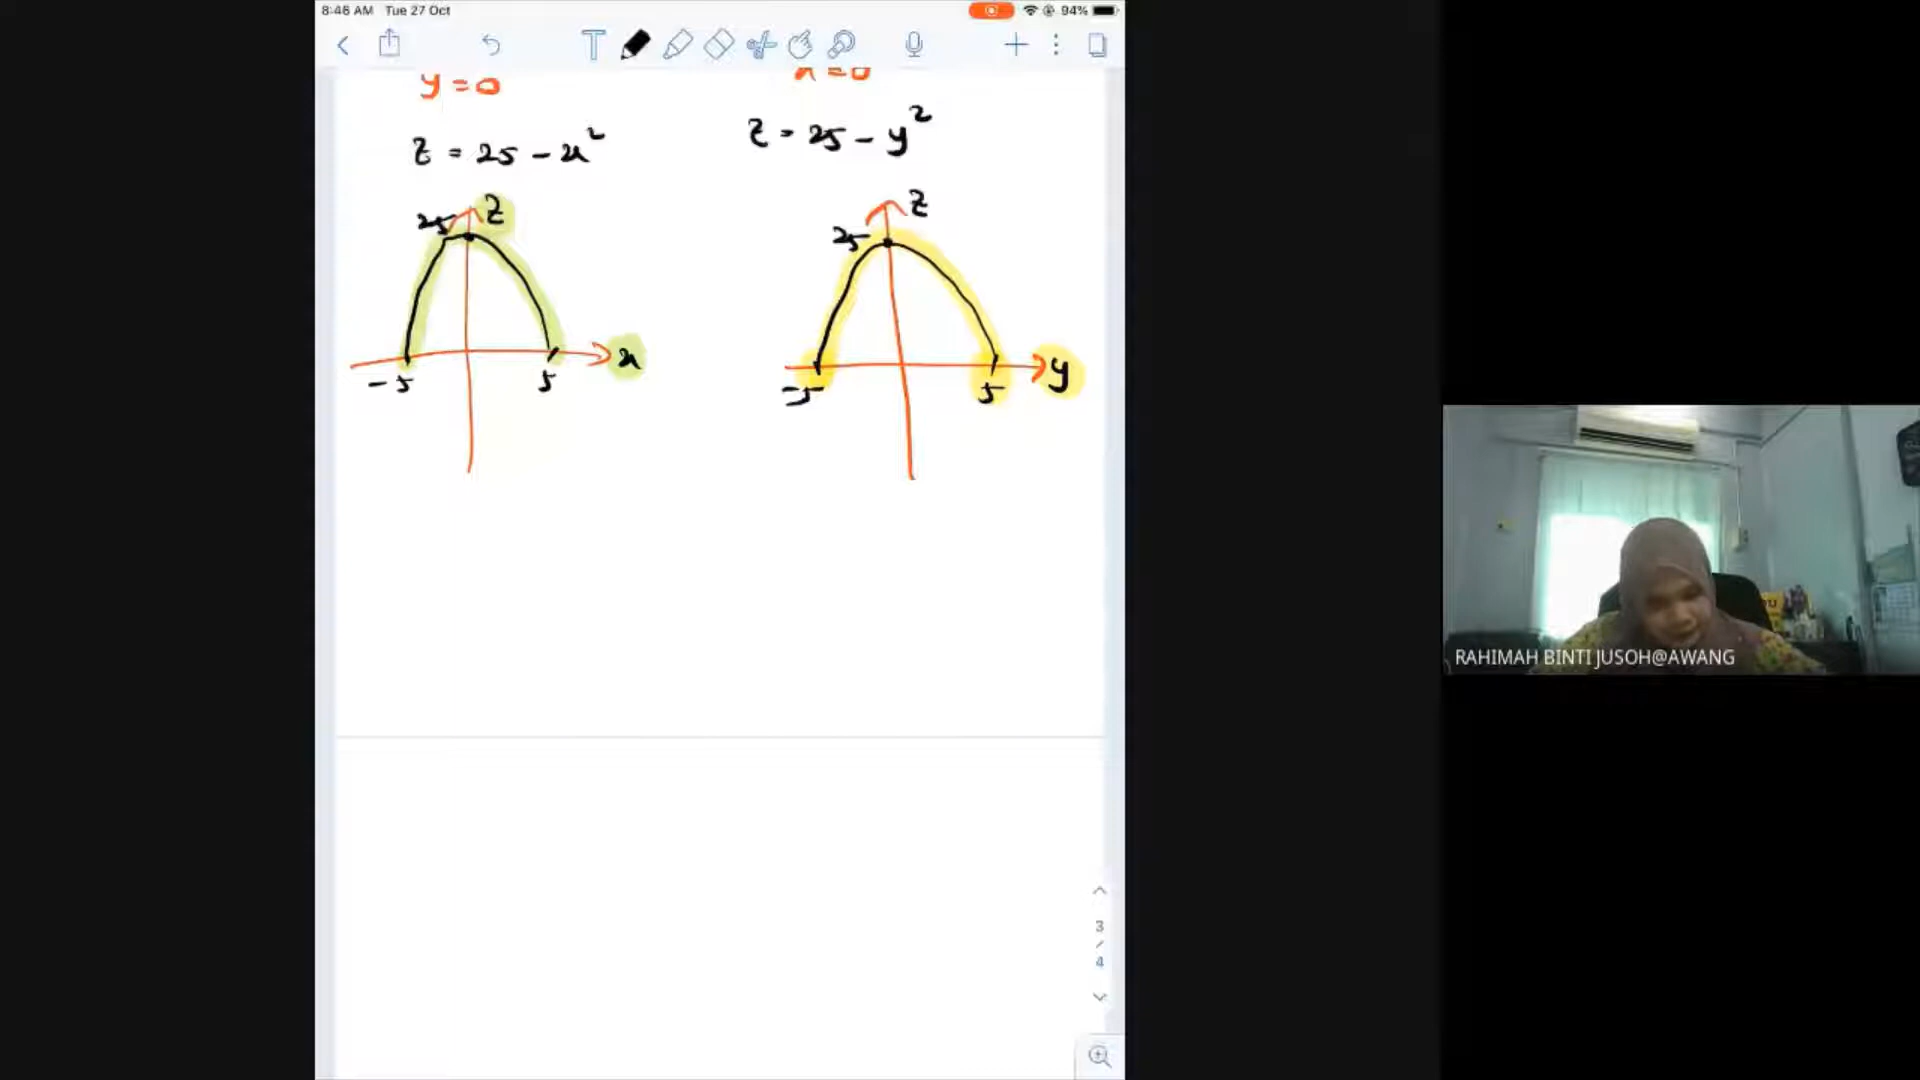 8:46 AM Tue 27 Oct
94%
T
y = 0
x = 0
z = 25 - x²
z = 25 - y²
25
z
-5
5
x
25
z
-5
5
y
3
/
4
RAHIMAH BINTI JUSOH@AWANG